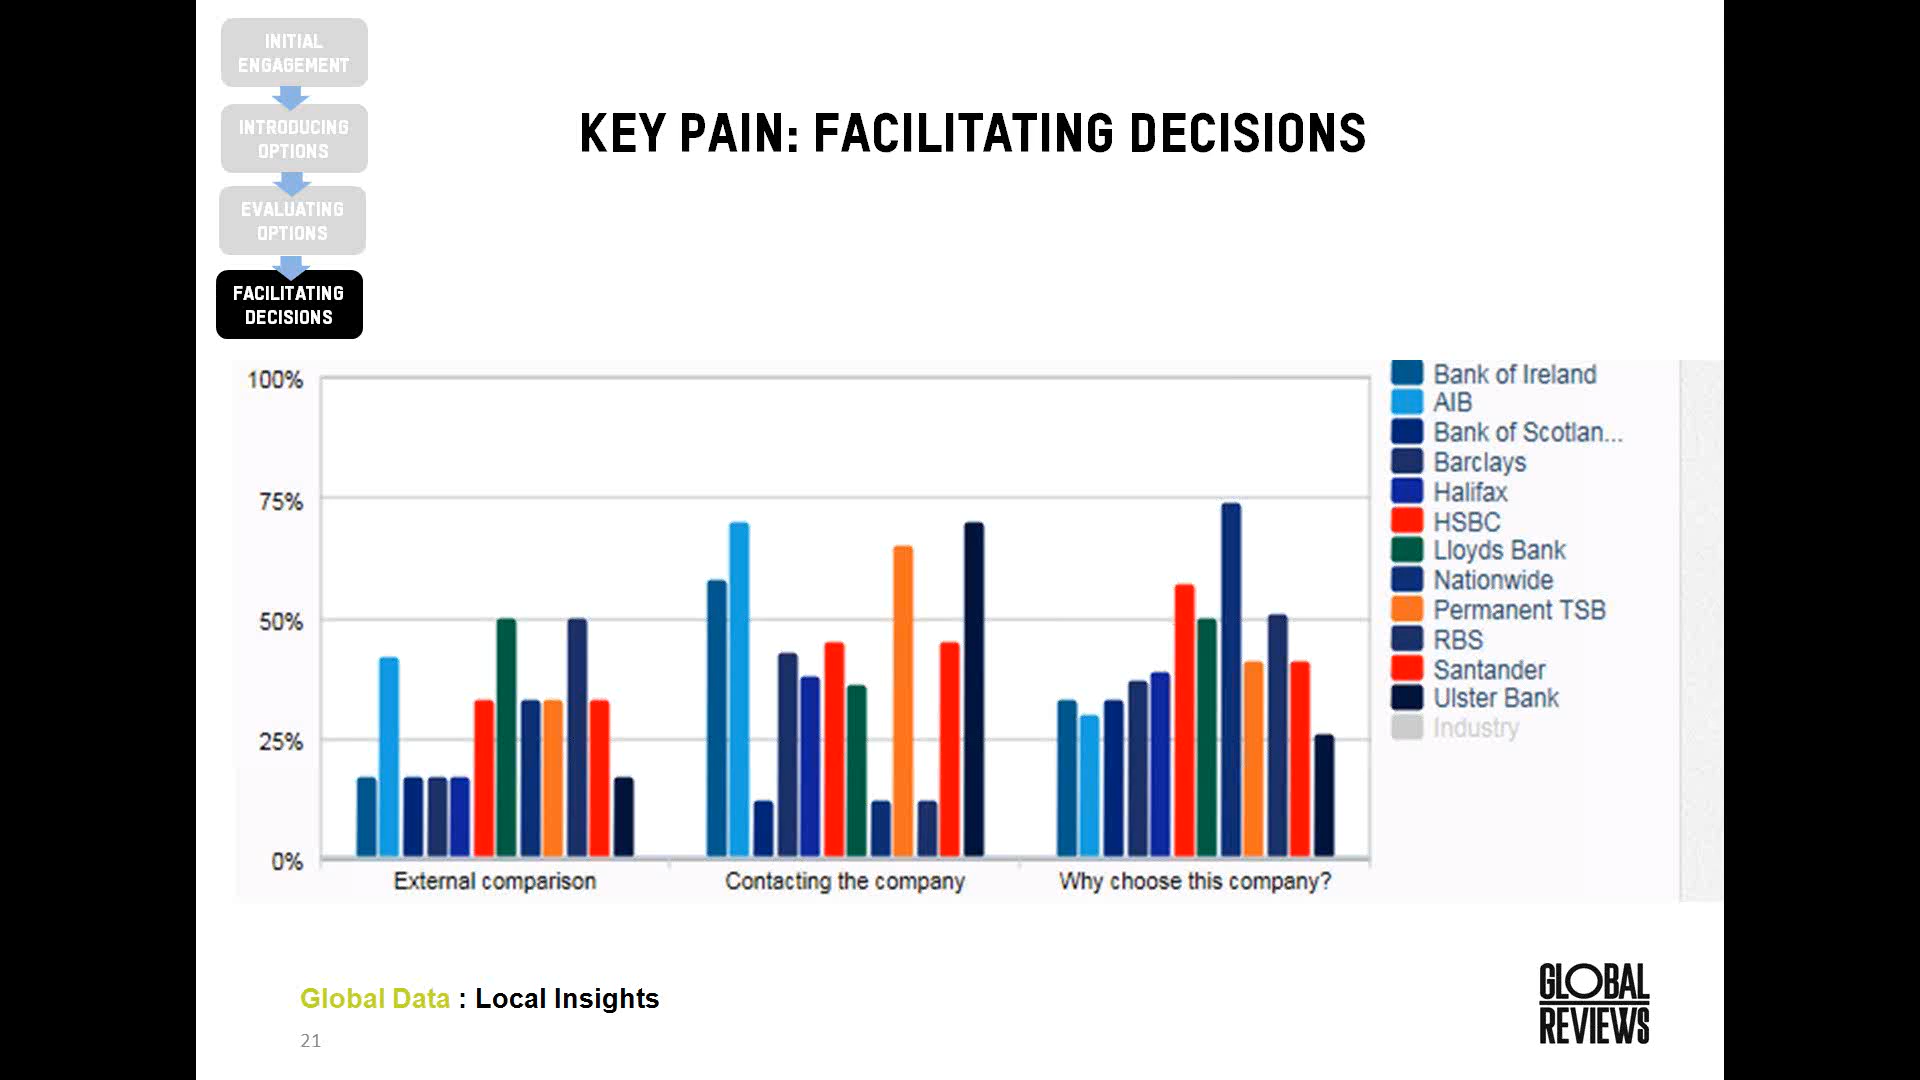 INITIAL
ENGAGEMENT
INTRODUCING
OPTIONS
EVALUATING
OPTIONS
FACILITATING
DECISIONS
KEY PAIN: FACILITATING DECISIONS
100%
75%
50%
25%
0%
External comparison
Contacting the company
Why choose this company?
Bank of Ireland
AIB
Bank of Scotlan...
Barclays
Halifax
HSBC
Lloyds Bank
Nationwide
Permanent TSB
RBS
Santander
Ulster Bank
Industry
Global Data : Local Insights
21
GLOBAL
REVIEWS